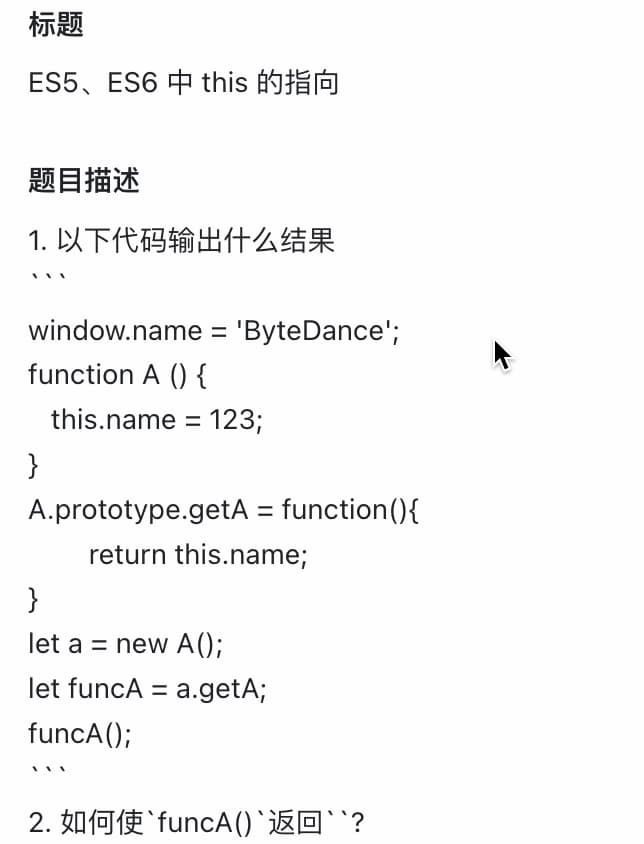 标题
ES5、ES6 中 this 的指向
题目描述
1. 以下代码输出什么结果
```
window.name = 'ByteDance';
function A () {
this.name = 123;
}
A.prototype.getA = function(){
return this.name;
}
let a = new A();
let funcA = a.getA;
funcA();
```
2. 如何使`funcA()`返回``?